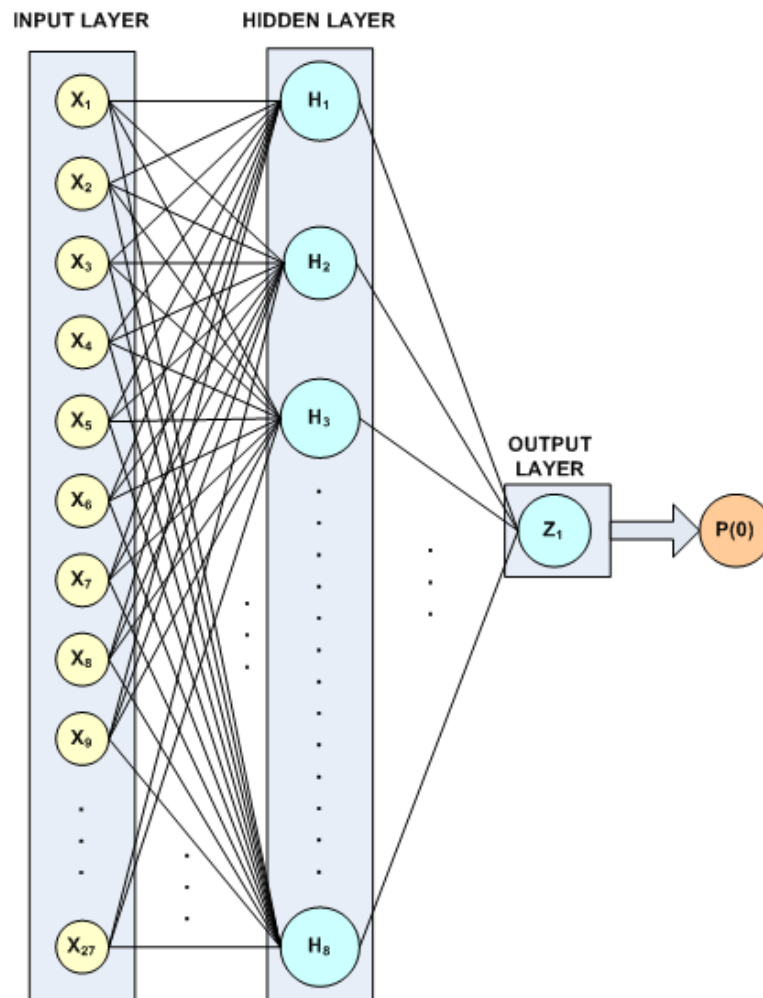 INPUT LAYER
HIDDEN LAYER
X₁
X₂
X₃
X₄
X₅
X₆
X₇
X₈
X₉
X₂₇
H₁
H₂
H₃
H₈
OUTPUT
LAYER
Z₁
P(0)